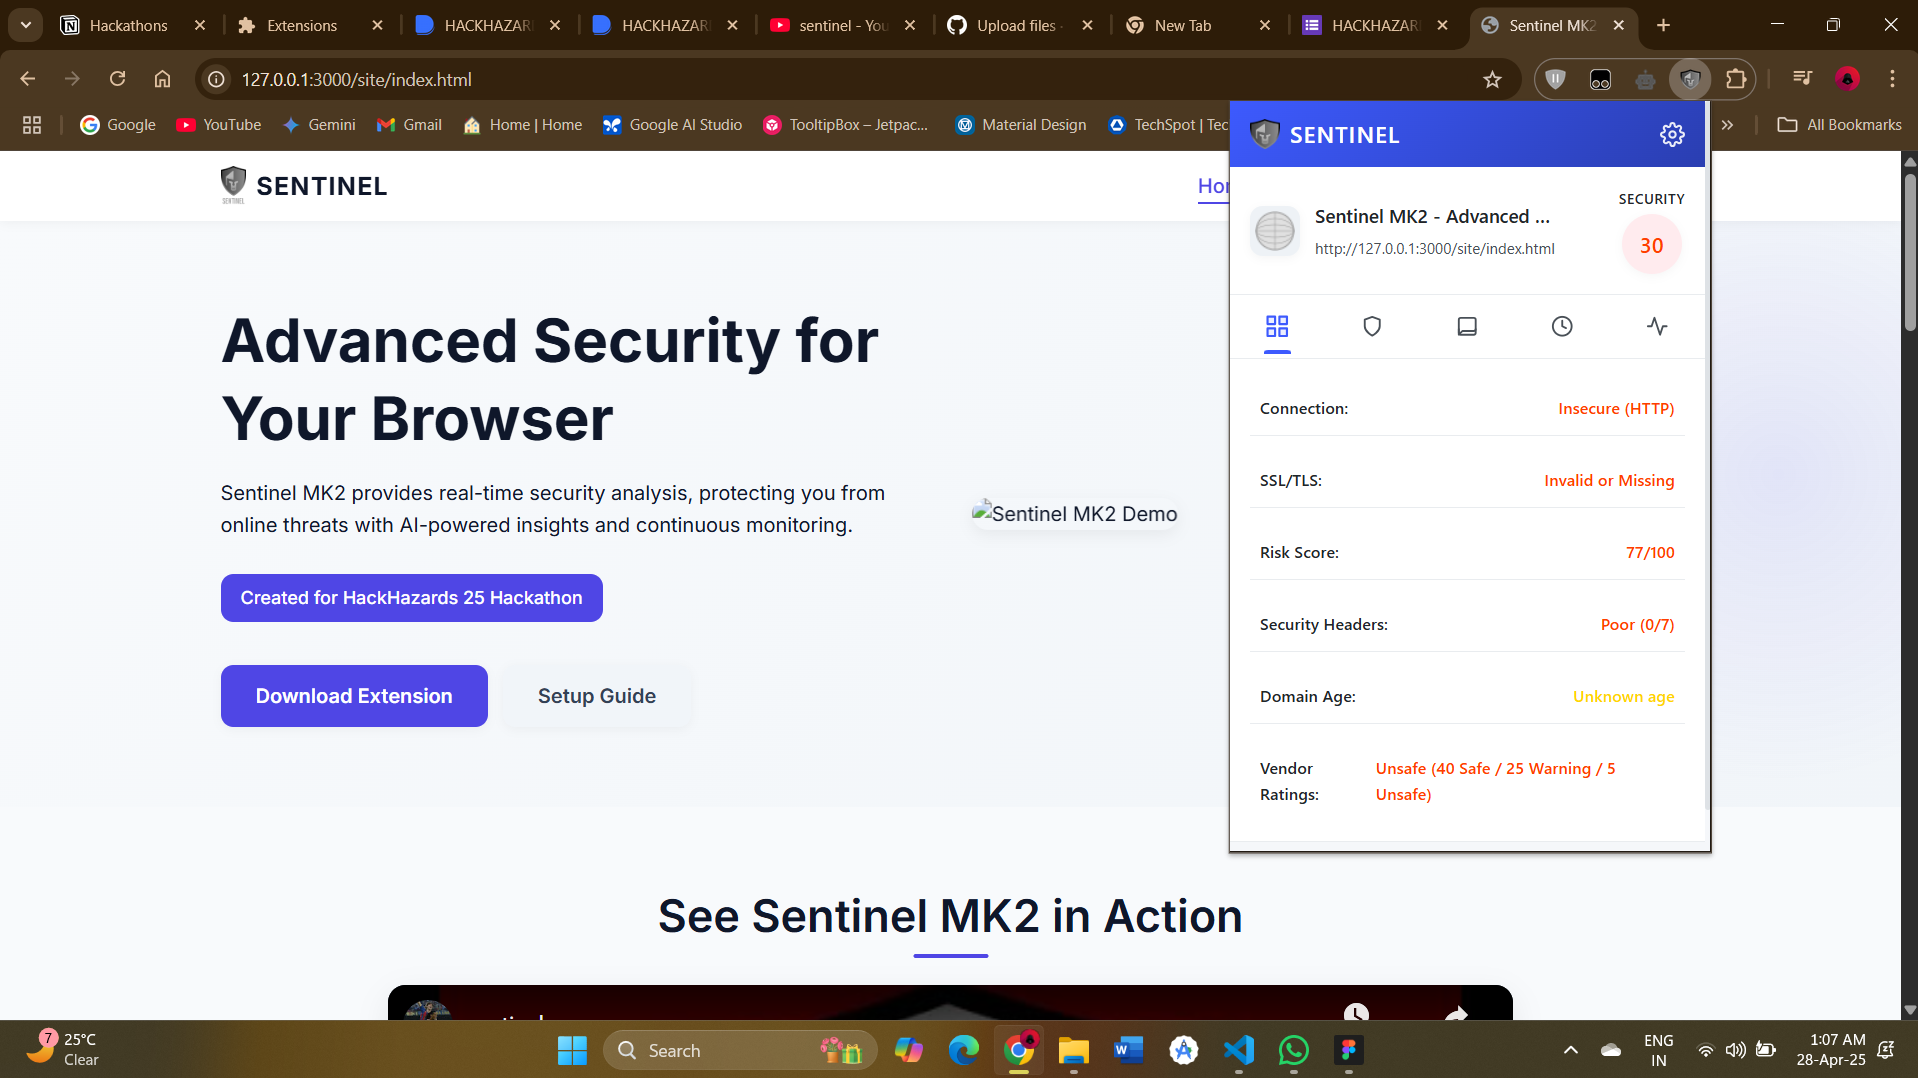 Hackathons
Extensions
HACKHAZARD
HACKHAZARD
sentinel - You
Upload files ·
New Tab
HACKHAZARD
Sentinel MK2
127.0.0.1:3000/site/index.html
Google
YouTube
Gemini
Gmail
Home | Home
Google AI Studio
TooltipBox – Jetpac...
Material Design
TechSpot | Tec
»
All Bookmarks
SENTINEL
SENTINEL
Hor
Advanced Security for
Your Browser
Sentinel MK2 provides real-time security analysis, protecting you from
online threats with AI-powered insights and continuous monitoring.
Created for HackHazards 25 Hackathon
Download Extension
Setup Guide
Sentinel MK2 Demo
SENTINEL
Sentinel MK2 - Advanced ...
http://127.0.0.1:3000/site/index.html
SECURITY
30
Connection:
Insecure (HTTP)
SSL/TLS:
Invalid or Missing
Risk Score:
77/100
Security Headers:
Poor (0/7)
Domain Age:
Unknown age
Vendor
Ratings:
Unsafe (40 Safe / 25 Warning / 5
Unsafe)
See Sentinel MK2 in Action
7
25°C
Clear
Search
ENG
IN
1:07 AM
28-Apr-25